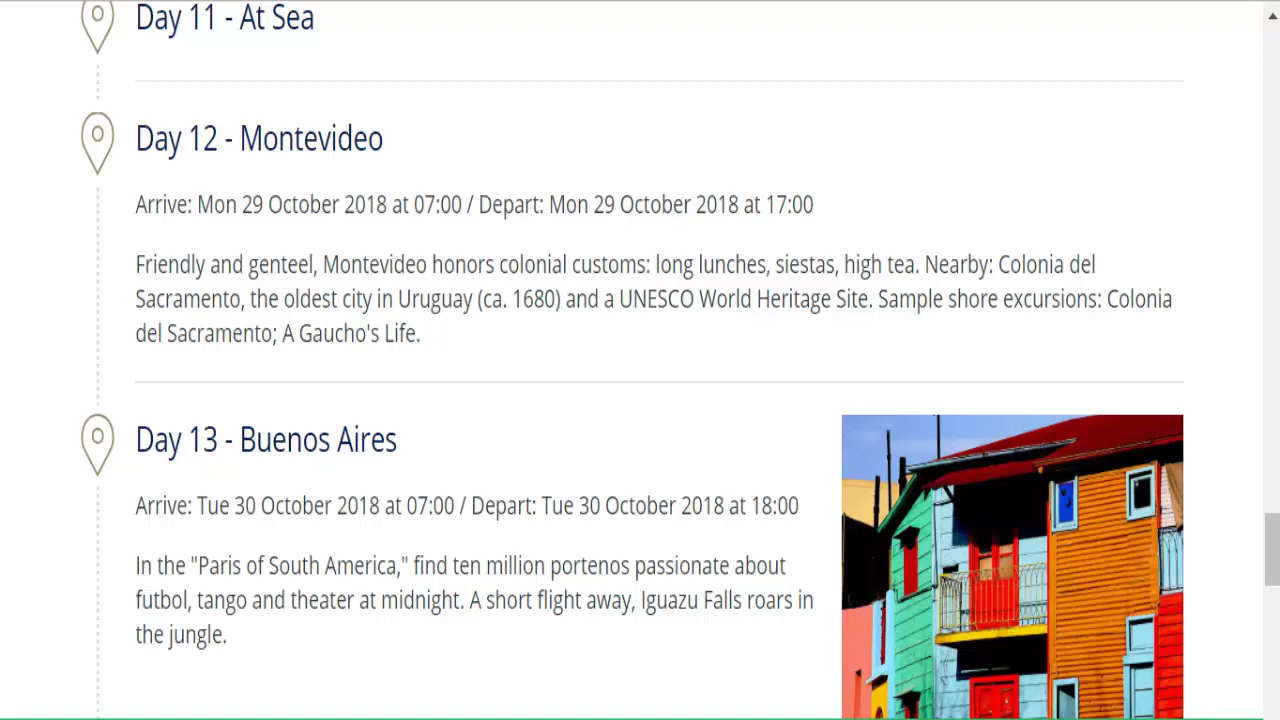 Day 11 - At Sea
Day 12 - Montevideo
Arrive: Mon 29 October 2018 at 07:00 / Depart: Mon 29 October 2018 at 17:00
Friendly and genteel, Montevideo honors colonial customs: long lunches, siestas, high tea. Nearby: Colonia del
Sacramento, the oldest city in Uruguay (ca. 1680) and a UNESCO World Heritage Site. Sample shore excursions: Colonia
del Sacramento; A Gaucho's Life.
Day 13 - Buenos Aires
Arrive: Tue 30 October 2018 at 07:00 / Depart: Tue 30 October 2018 at 18:00
In the "Paris of South America," find ten million portenos passionate about
futbol, tango and theater at midnight. A short flight away, Iguazu Falls roars in
the jungle.